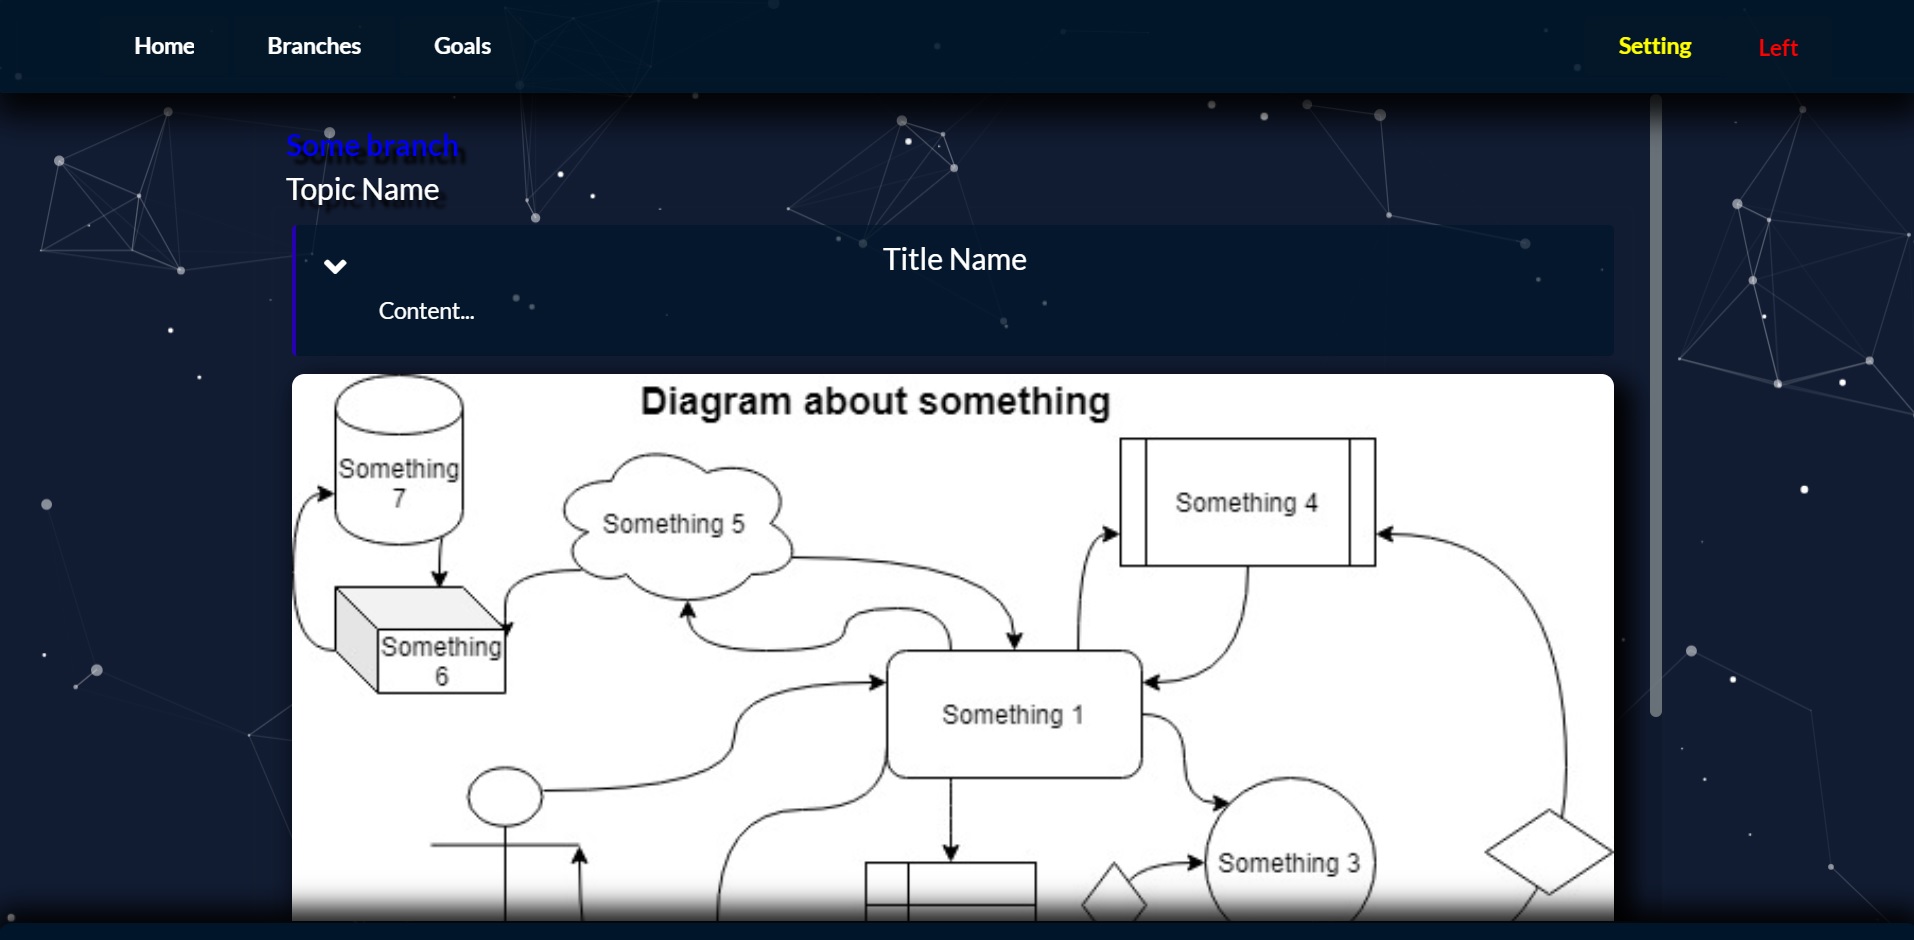 Home Branches Goals Setting Left
Some branch
Topic Name
Title Name
Content...
Diagram about something
Something
7
Something 5
Something 4
Something
6
Something 1
Something 3